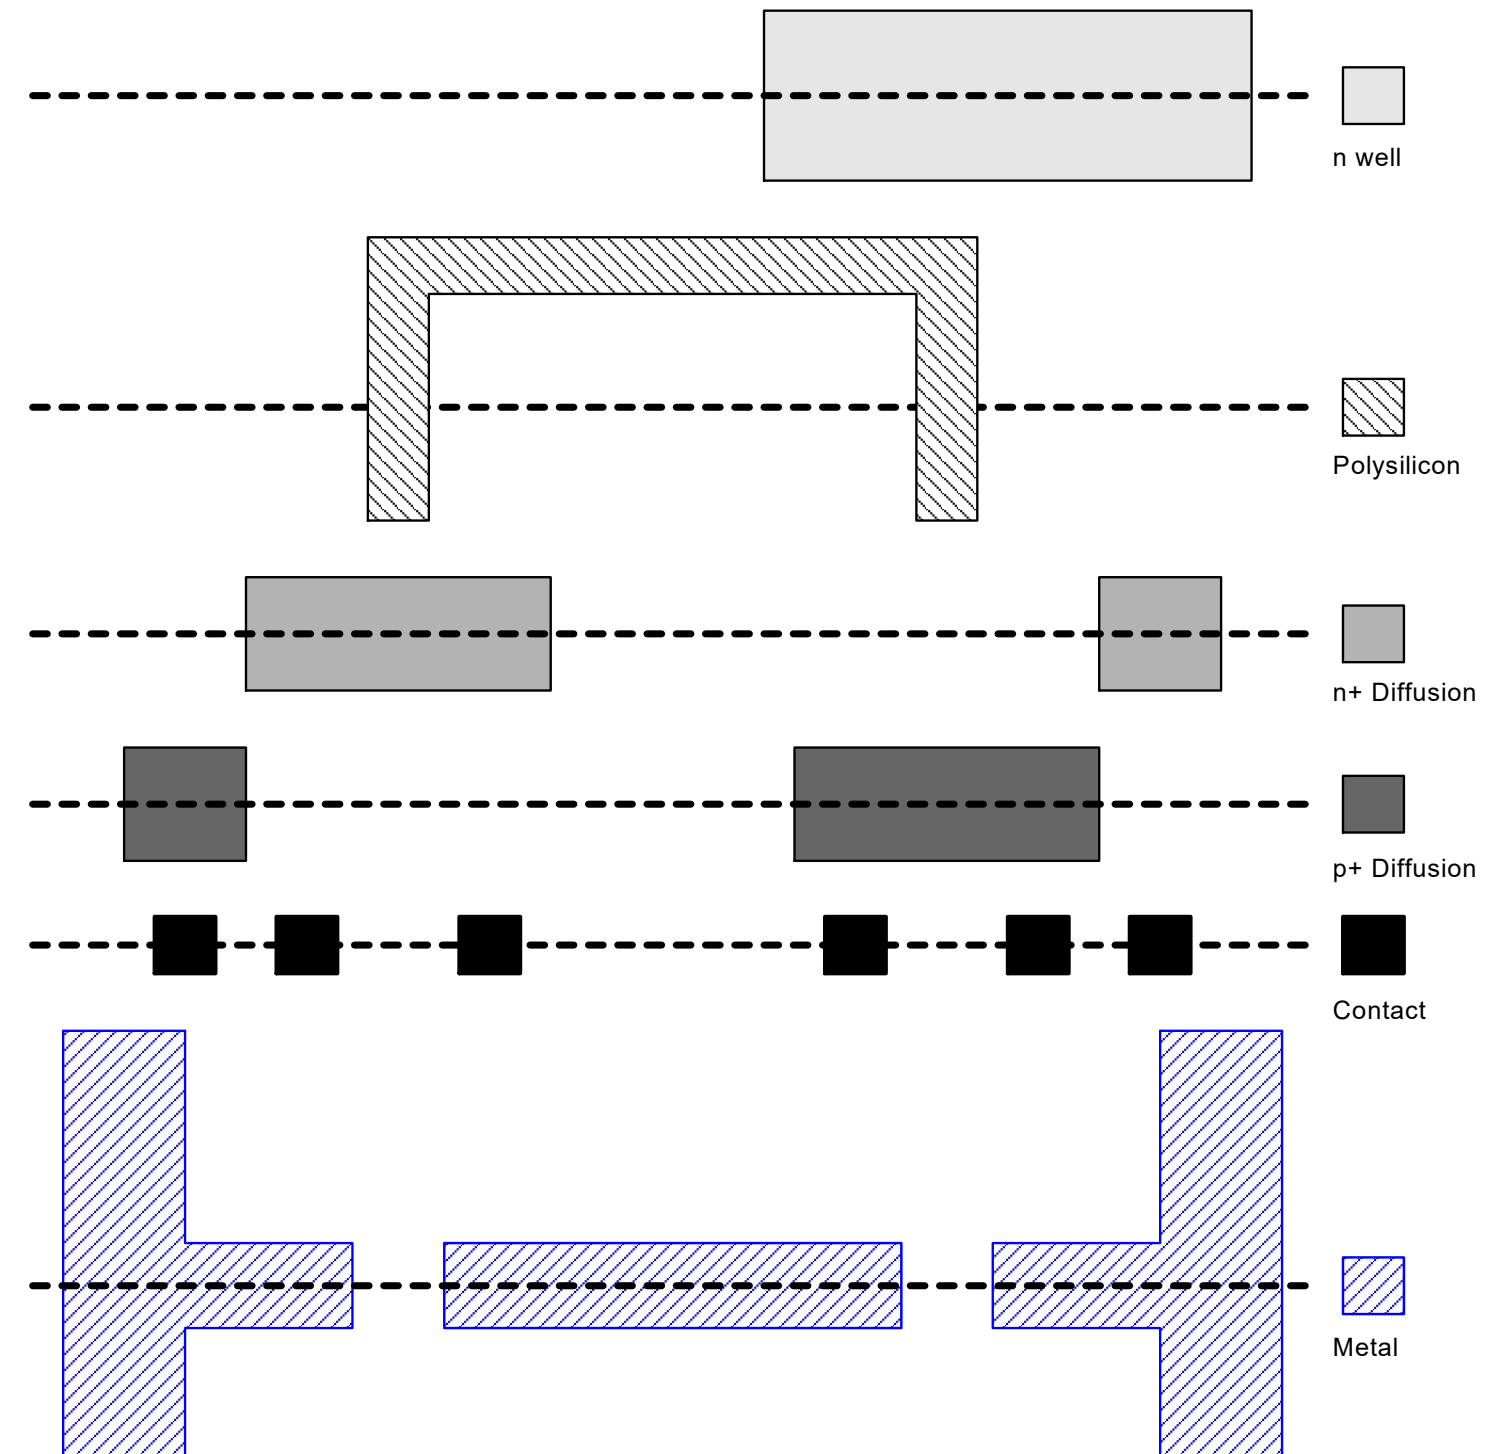 n well
Polysilicon
n+ Diffusion
p+ Diffusion
Contact
Metal